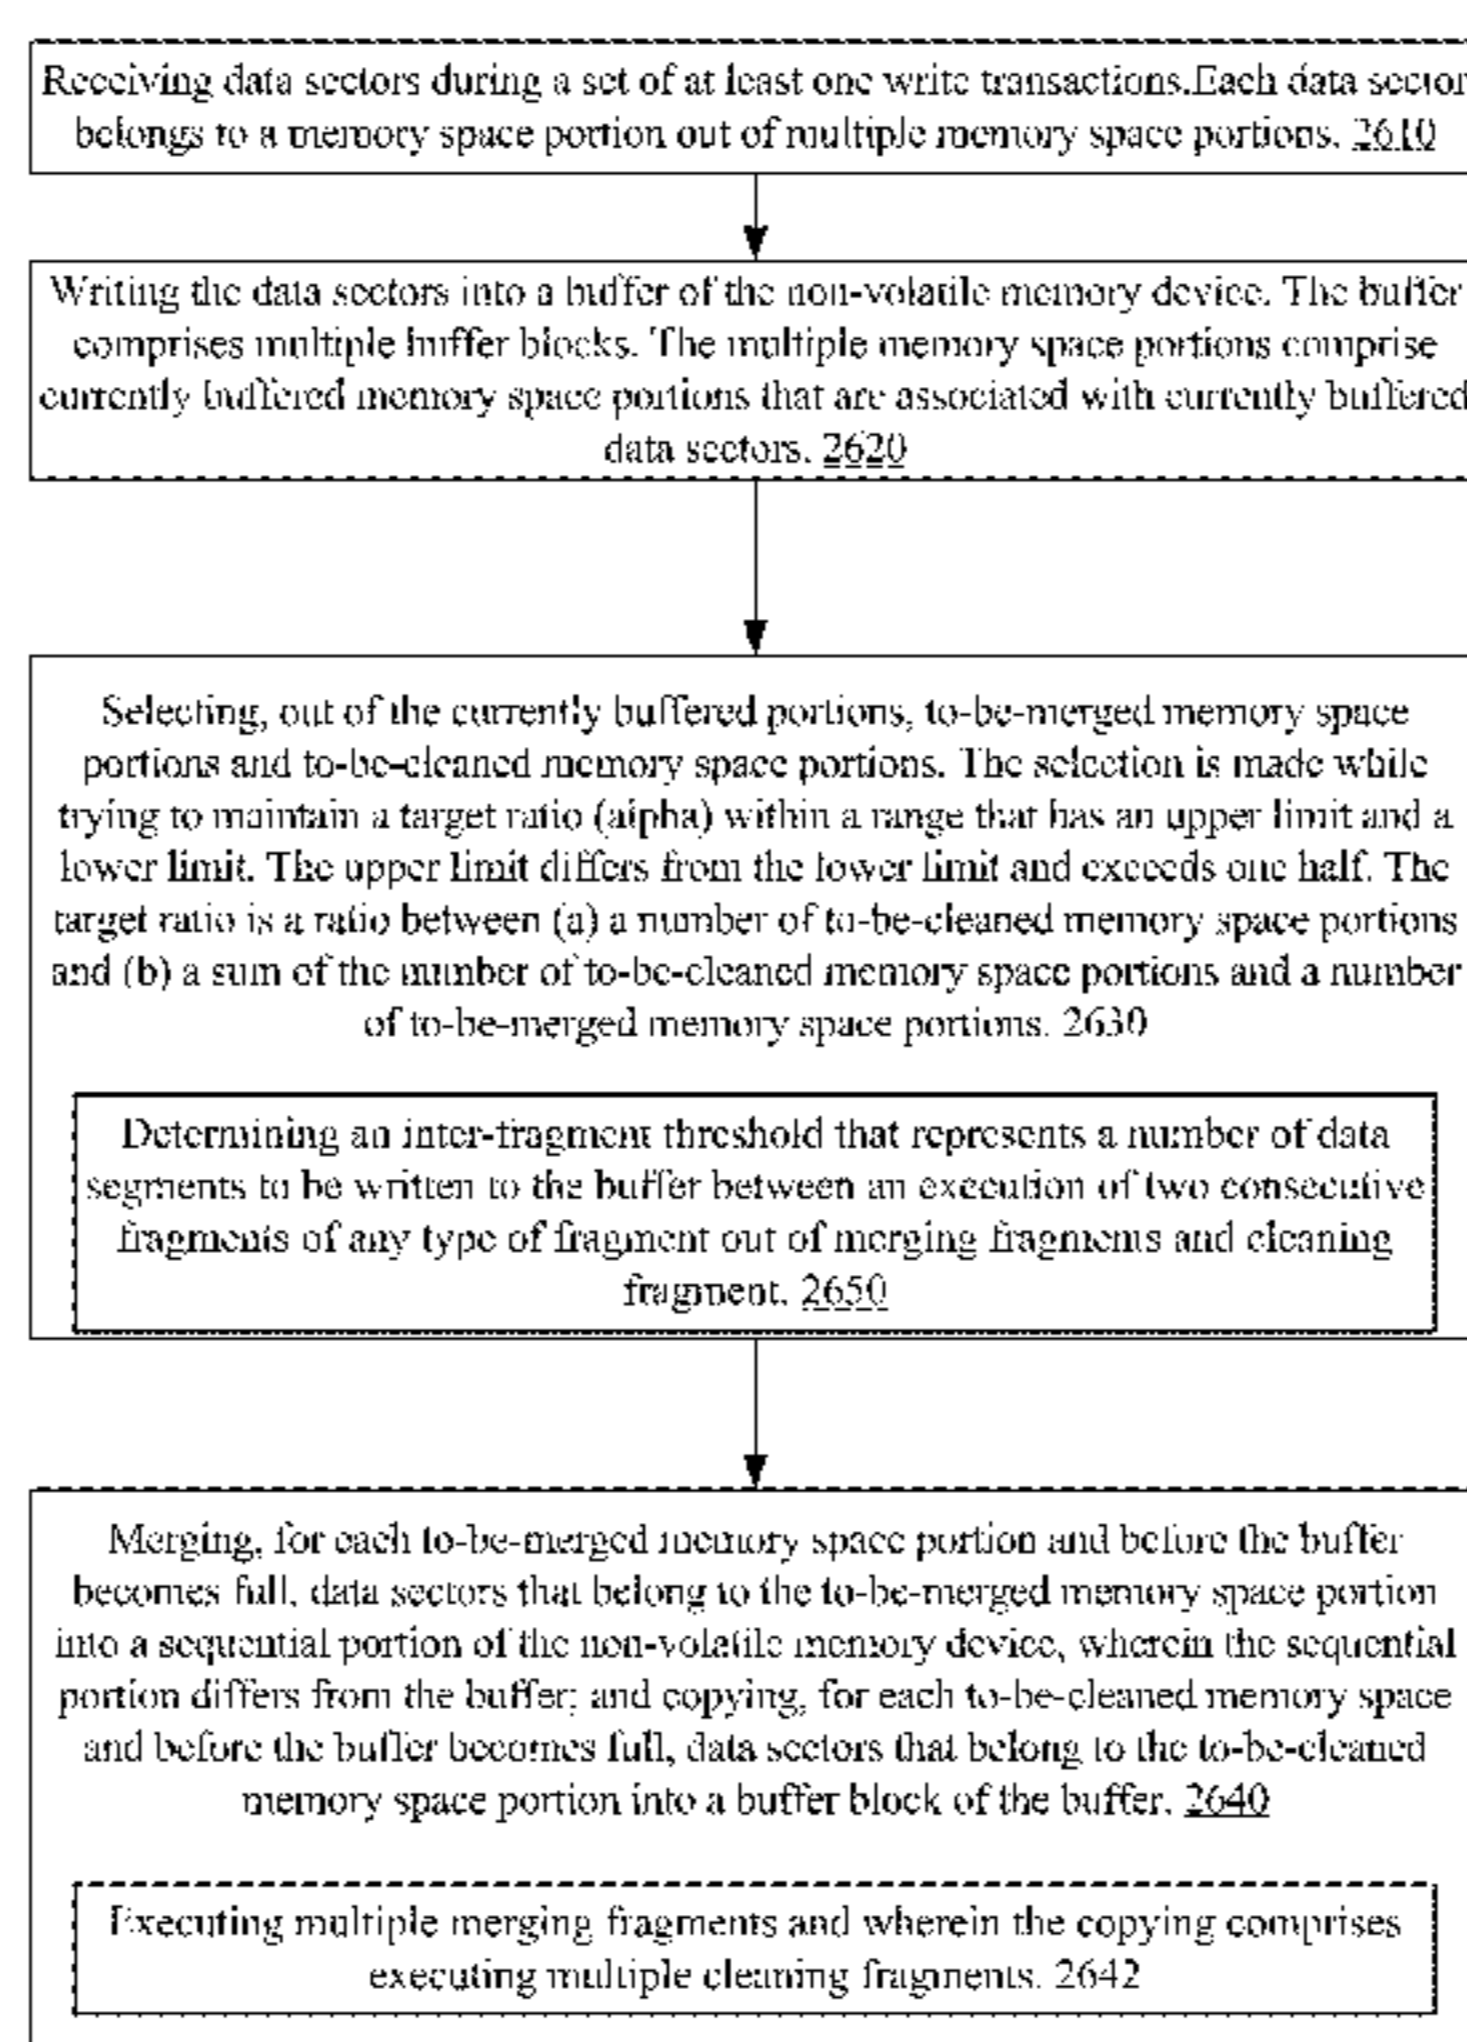 Receiving data sectors during a set of at least one write transactions.Each data sector
belongs to a memory space portion out of multiple memory space portions. 2610
Writing the data sectors into a buffer of the non-volatile memory device. The buffer
comprises multiple buffer blocks. The multiple memory space portions comprise
currently buffered memory space portions that are associated with currently buffered
data sectors. 2620
Selecting, out of the currently buffered portions, to-be-merged memory space
portions and to-be-cleaned memory space portions. The selection is made while
trying to maintain a target ratio (alpha) within a range that has an upper limit and a
lower limit. The upper limit differs from the lower limit and exceeds one half. The
target ratio is a ratio between (a) a number of to-be-cleaned memory space portions
and (b) a sum of the number of to-be-cleaned memory space portions and a number
of to-be-merged memory space portions. 2630
Determining an inter-fragment threshold that represents a number of data
segments to be written to the buffer between an execution of two consecutive
fragments of any type of fragment out of merging fragments and cleaning
fragment. 2650
Merging, for each to-be-merged memory space portion and before the buffer
becomes full, data sectors that belong to the to-be-merged memory space portion
into a sequential portion of the non-volatile memory device, wherein the sequential
portion differs from the buffer; and copying, for each to-be-cleaned memory space
and before the buffer becomes full, data sectors that belong to the to-be-cleaned
memory space portion into a buffer block of the buffer. 2640
Executing multiple merging fragments and wherein the copying comprises
executing multiple cleaning fragments. 2642